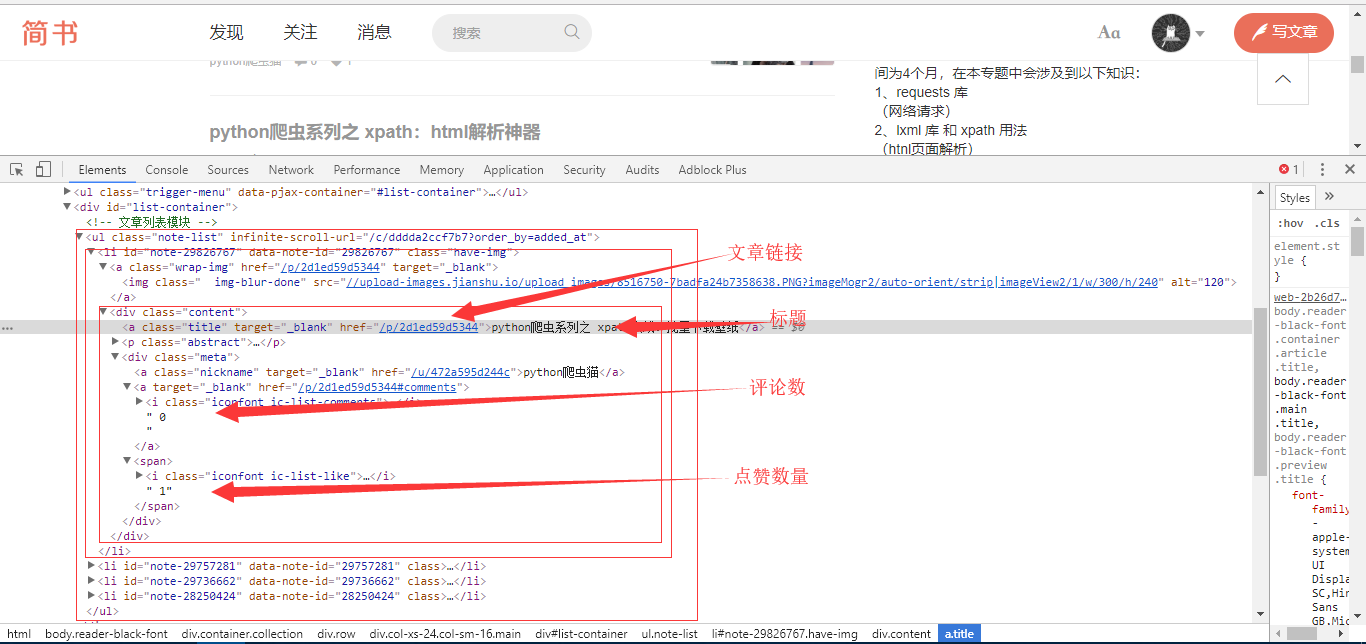 简书
发现 关注 消息 搜索 Aa 写文章
python爬虫猫 0 1
间为4个月，在本专题中会涉及到以下知识：
1、requests 库
（网络请求）
python爬虫系列之 xpath：html解析神器
2、lxml 库 和 xpath 用法
（htnl页面解析）
Elements Console Sources Network Performance Memory Application Security Audits Adblock Plus 1
<ul class="trigger-menu" data-pjax-container="#list-container">…</ul>
<div id="list-container">
<!-- 文章列表模块 -->
<ul class="note-list" infinite-scroll-url="/c/dddda2ccf7b7?order_by=added_at">
<li id="note-29826767" data-note-id="29826767" class="have-img">
<a class="wrap-img" href="/p/2d1ed59d5344" target="_blank">
<img class="  img-blur-done" src="//upload-images.jianshu.io/upload_images/8516750-7badfa24b7358638.PNG?imageMogr2/auto-orient/strip|imageView2/1/w/300/h/240" alt="120">
</a>
<div class="content">
<a class="title" target="_blank" href="/p/2d1ed59d5344">python爬虫系列之 xpa 载壁纸</a> == $0
<p class="abstract">…</p>
<div class="meta">
<a class="nickname" target="_blank" href="/u/472a595d244c">python爬虫猫</a>
<a target="_blank" href="/p/2d1ed59d5344#comments">
<i class="iconfont ic-list-comments">…</i>
" 0
"
</a>
<span>
<i class="iconfont ic-list-like">…</i>
" 1"
</span>
</div>
</div>
</li>
<li id="note-29757281" data-note-id="29757281" class>…</li>
<li id="note-29736662" data-note-id="29736662" class>…</li>
<li id="note-28250424" data-note-id="28250424" class>…</li>
</ul>
文章链接
标题
评论数
点赞数量
Styles »
:hov .cls
element.st
yle {
}
web-2b26d7…
body.reader
-black-font
.container
.article
.title,
body.reader
-black-font
.main
.title,
body.reader
-black-font
.preview
.title {
font-
family
-
apple-
system
UI
Displa
SC,Hir
Sans
GB,Mic
html body.reader-black-font div.container.collection div.row div.col-xs-24.col-sm-16.main div#list-container ul.note-list li#note-29826767.have-img div.content a.title